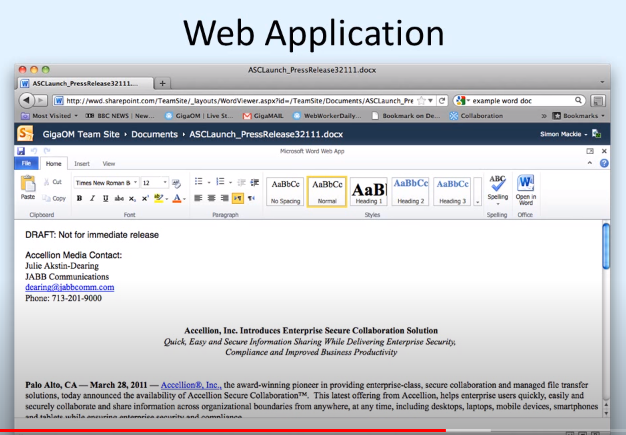 Web Application
ASCLaunch_PressRelease32111.docx
ASCLaunch_PressRelease32111.... +
http://wwd.sharepoint.com/TeamSite/_layouts/WordViewer.aspx?id=/TeamSite/Documents/ASCLaunch_Pre example word doc
Most Visited BBC NEWS | New... GigaOM | Live St... GigaMAIL WebWorkerDaily... Bookmark on De... Collaboration » Bookmarks
GigaOM Team Site › Documents › ASCLaunch_PressRelease32111.docx Simon Mackie
Microsoft Word Web App
File Home Insert View
Paste Cut Copy Times New Roman B 12 B I U abc x, x² A AaBbCc AaBbCc AaB AaBbCc AaBbCc ABC W
No Spacing Normal Heading 1 Heading 2 Heading 3 Spelling Open in Word
Clipboard Font Paragraph Styles Spelling Office
DRAFT: Not for immediate release
Accellion Media Contact:
Julie Akstin-Dearing
JABB Communications
dearing@jabbcomm.com
Phone: 713-201-9000
Accellion, Inc. Introduces Enterprise Secure Collaboration Solution
Quick, Easy and Secure Information Sharing While Delivering Enterprise Security,
Compliance and Improved Business Productivity
Palo Alto, CA — March 28, 2011 — Accellion®, Inc., the award-winning pioneer in providing enterprise-class, secure collaboration and managed file transfer
solutions, today announced the availability of Accellion Secure Collaboration™. This latest offering from Accellion, helps enterprise users quickly, easily and
securely collaborate and share information across organizational boundaries from anywhere, at any time, including desktops, laptops, mobile devices, smartphones
and tablets while ensuring enterprise security and compliance.